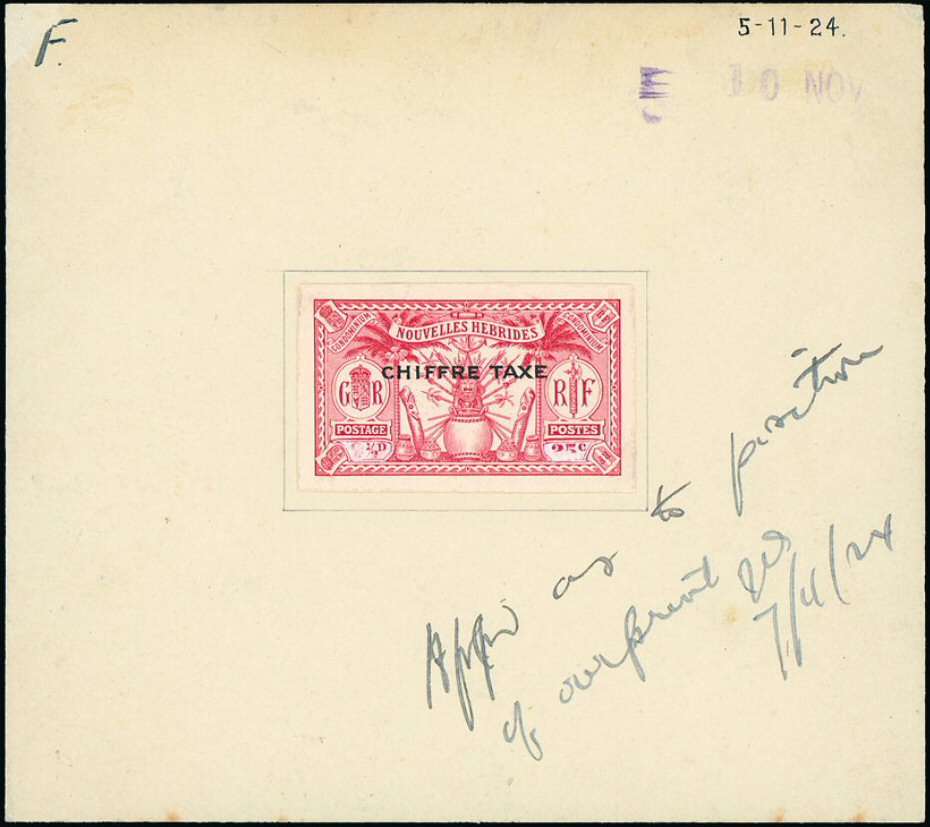 F.
5-11-24.
10 NOV
CONDOMINIUM
NOUVELLES HEBRIDES
CONDOMINIUM
CHIFFRE TAXE
G R
R F
POSTAGE
POSTES
25c
as to position
of overprint
7/11/24